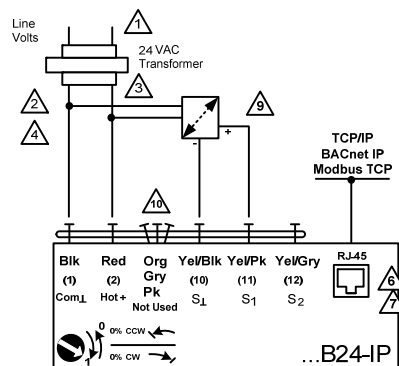 Line
Volts
1
24 VAC
Transformer
2
3
4
9
+
-
TCP/IP
BACnet IP
Modbus TCP
10
Blk
Red
Org
Gry
Pk
Not Used
Yel/Blk
Yel/Pk
Yel/Gry
RJ-45
(1)
(2)
(10)
(11)
(12)
Com⊥
Hot+
S⊥
S1
S2
6
7
0
1
0% CCW
0% CW
...B24-IP